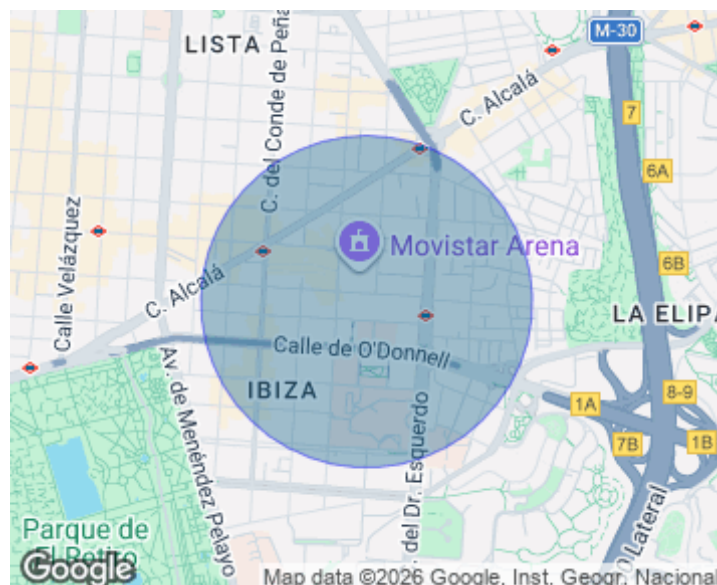 LISTA
M-30
C. del Conde de Peña
C. Alcalá
7
6A
Calle Velázquez
Movistar Arena
6B
C. Alcalá
LA ELIPA
Calle de O'Donnell
IBIZA
Av. de Menéndez Pelayo
. del Dr. Esquerdo
1A
8-9
7B
1B
O Lateral
Parque de
El Retiro
Google
Map data ©2026 Google, Inst. Geogr. Nacional